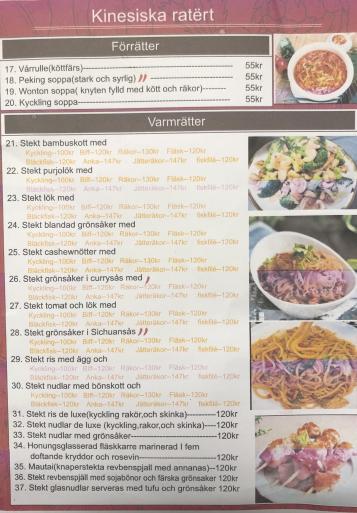 Kinesiska ratërt
Förrätter
17. Vårrulle(köttfärs)---------- 55kr
18. Peking soppa(stark och syrlig) ---------- 55kr
19. Wonton soppa( knyten fylld med kött och räkor)-------- 55kr
20. Kyckling soppa---------- 55kr
Varmrätter
21. Stekt bambuskott med
Kyckling--100kr Biff--120kr Räkor--130kr Fläsk--120kr
Bläckfisk--120kr Anka--147kr Jätteräkor--147kr fiskfilé--120kr
22. Stekt purjolök med
Kyckling--100kr Biff--120kr Räkor--130kr Fläsk--120kr
Bläckfisk--120kr Anka--147kr Jätteräkor--147kr fiskfilé--120kr
23. Stekt lök med
Kyckling--100kr Biff--120kr Räkor--130kr Fläsk--120kr
Bläckfisk--120kr Anka--147kr Jätteräkor--147kr fiskfilé--120kr
24. Stekt blandad grönsaker med
Kyckling--100kr Biff--120kr Räkor--130kr Fläsk--120kr
Bläckfisk--120kr Anka--147kr Jätteräkor--147kr fiskfilé--120kr
25. Stekt cashewnötter med
Kyckling--100kr Biff--120kr Räkor--130kr Fläsk--120kr
Bläckfisk--120kr Anka--147kr Jätteräkor--147kr fiskfilé--120kr
26. Stekt grönsaker i currysås med
Kyckling--100kr Biff--120kr Räkor--130kr Fläsk--120kr
Bläckfisk--120kr Anka--147kr Jätteräkor--147kr fiskfilé--120kr
27. Stekt tomat och lök med
Kyckling--100kr Biff--120kr Räkor--130kr Fläsk--120kr
Bläckfisk--120kr Anka--147kr Jätteräkor--147kr fiskfilé--120kr
28. Stekt grönsaker i Sichuansås
Kyckling--100kr Biff--120kr Räkor--130kr Fläsk--120kr
Bläckfisk--120kr Anka--147kr Jätteräkor--147kr fiskfilé--120kr
29. Stekt ris med ägg och
Kyckling--100kr Biff--120kr Räkor--130kr Fläsk--120kr
Bläckfisk--120kr Anka--147kr Jätteräkor--147kr fiskfilé--120kr
30. Stekt nudlar med bönskott och
Kyckling--100kr Biff--120kr Räkor--130kr Fläsk--120kr
Bläckfisk--120kr Anka--147kr Jätteräkor--147kr fiskfilé--120kr
31. Stekt ris de luxe(kyckling rakör,och skinka)----------120kr
32. Stekt nudlar de luxe (kyckling,rakor,och skinka)----120kr
33. Stekt nudlar med grönsaker----------120kr
34. Honungsglasserad fläskkarre marinerad I fem
doftande kryddor och rosevin----------120kr
35. Mautai(knaperstekta revbenspjall med annanas)--120kr
36. Stekt revbenspjäll med sojabönor och färska grönsaker 120kr
37. Stekt glasnudlar serveras med tufu och grönsaker 120kr